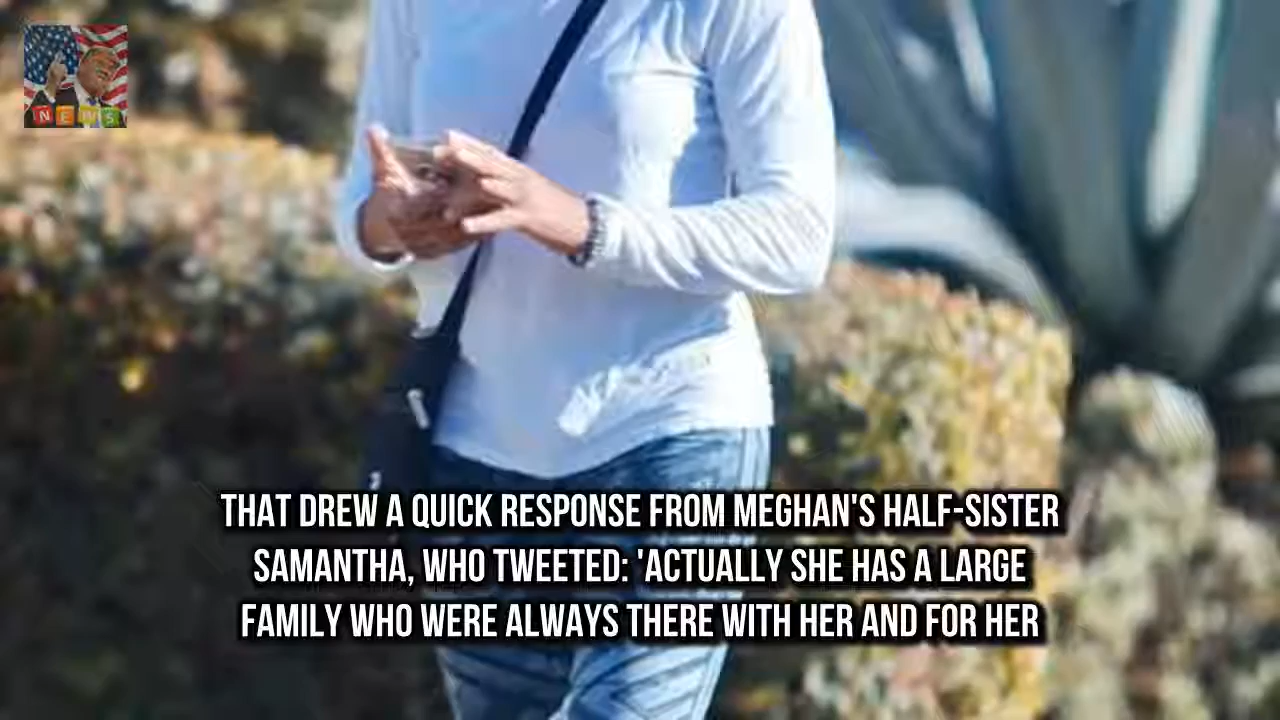 NEWS
THAT DREW A QUICK RESPONSE FROM MEGHAN'S HALF-SISTER
SAMANTHA, WHO TWEETED: 'ACTUALLY SHE HAS A LARGE
FAMILY WHO WERE ALWAYS THERE WITH HER AND FOR HER